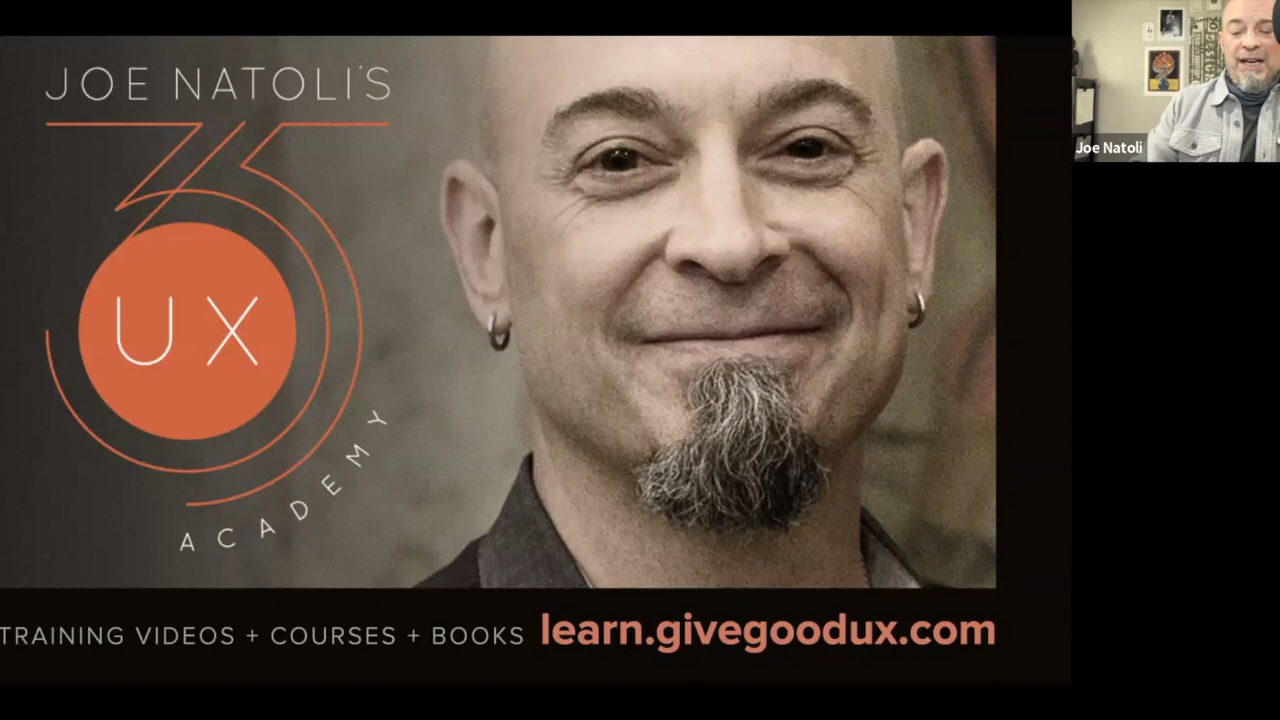 JOE NATOLI'S
UX
ACADEMY
TRAINING VIDEOS + COURSES + BOOKS learn.givegoodux.com
Joe Natoli